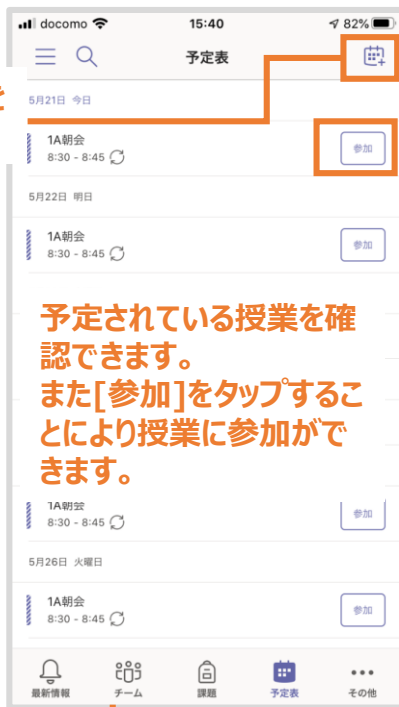 docomo 15:40 82%
予定表
を
5月21日 今日
1A朝会
8:30 - 8:45
参加
5月22日 明日
1A朝会
8:30 - 8:45
参加
予定されている授業を確
認できます。
また[参加]をタップするこ
とにより授業に参加がで
きます。
1A朝会
8:30 - 8:45
参加
5月26日 火曜日
1A朝会
8:30 - 8:45
参加
最新情報 チーム 課題 予定表 その他